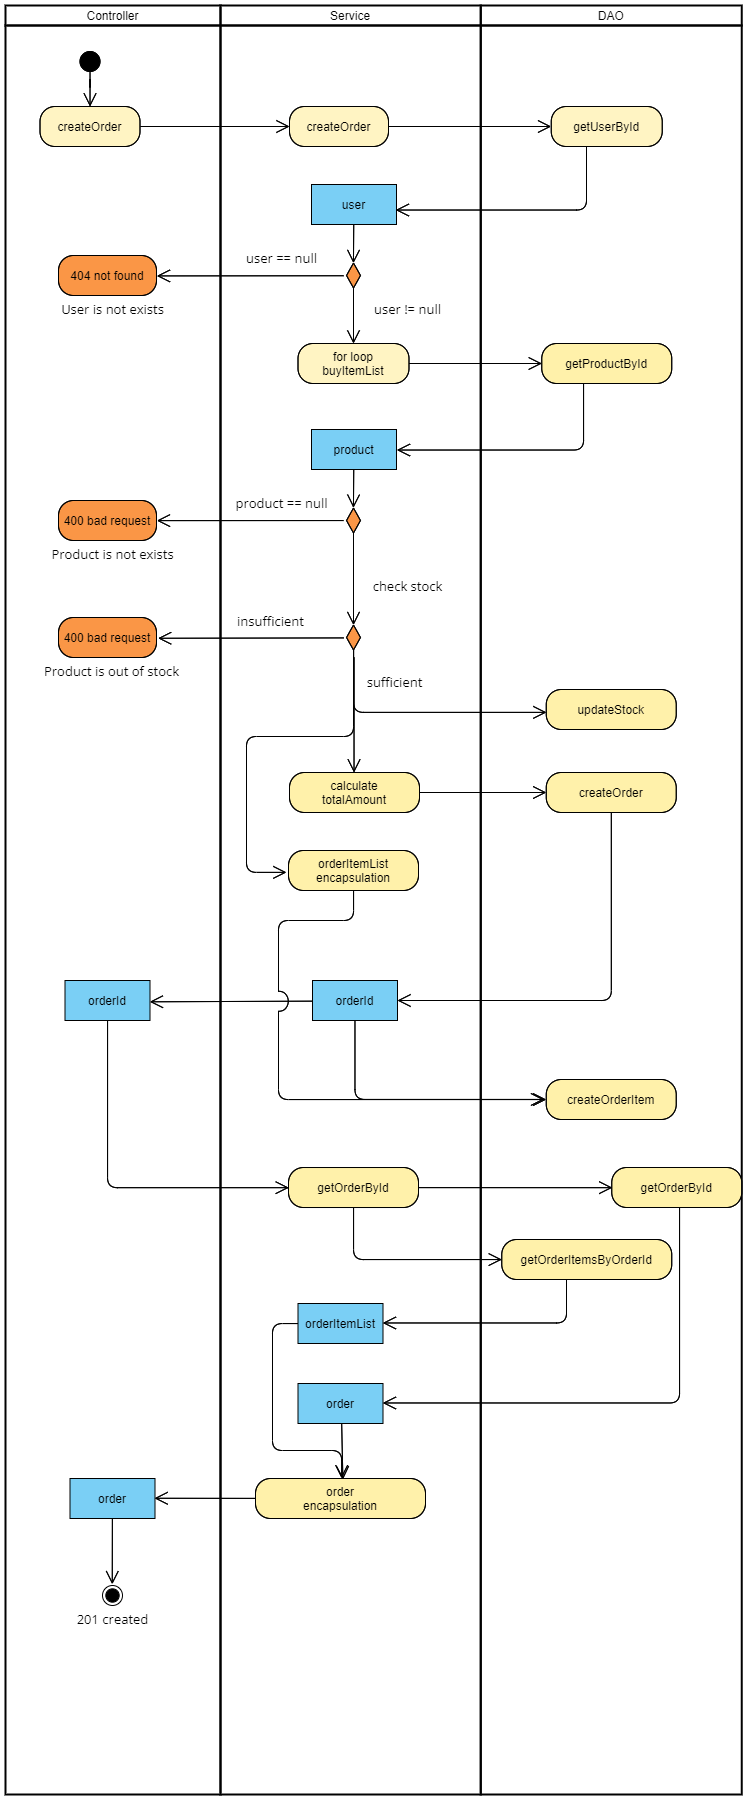 Controller
Service
DAO
createOrder
createOrder
getUserById
user
user == null
404 not found
User is not exists
user != null
for loop
buyItemList
getProductById
product
product == null
400 bad request
Product is not exists
check stock
insufficient
400 bad request
Product is out of stock
sufficient
updateStock
calculate
totalAmount
createOrder
orderItemList
encapsulation
orderId
orderId
createOrderItem
getOrderById
getOrderById
getOrderItemsByOrderId
orderItemList
order
order
order
encapsulation
201 created